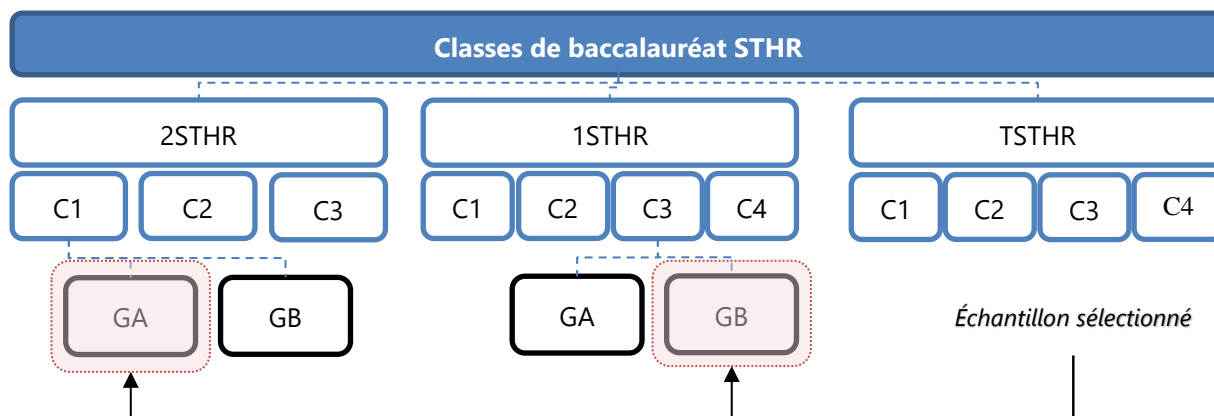 Classes de baccalauréat STHR
2STHR 1STHR TSTHR
C1 C2 C3 C1 C2 C3 C4 C1 C2 C3 C4
GA GB GA GB Échantillon sélectionné